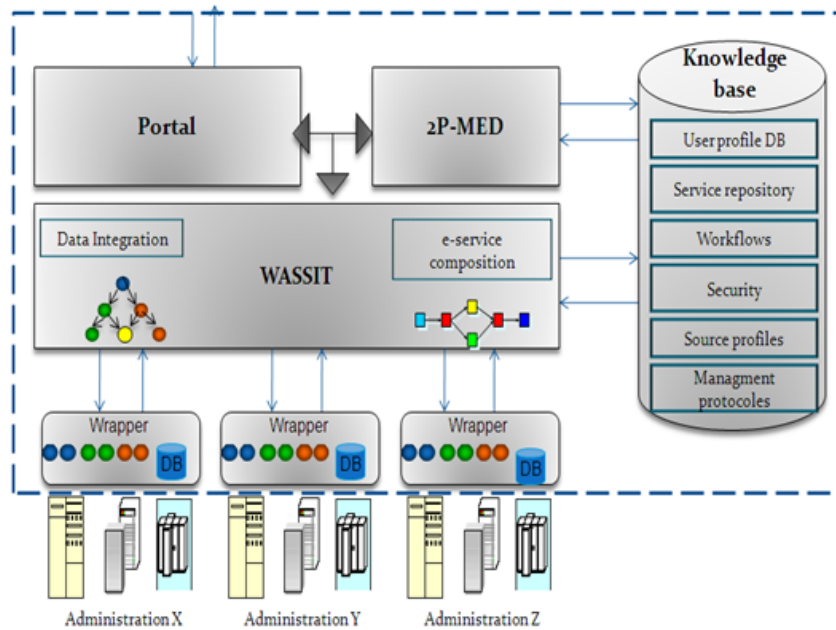 Portal
2P-MED
Knowledge
base
User profile DB
Service repository
Workflows
Security
Source profiles
Managment
protocoles
Data Integration
WASSIT
e-service
composition
Wrapper
DB
Wrapper
DB
Wrapper
DB
Administration X
Administration Y
Administration Z